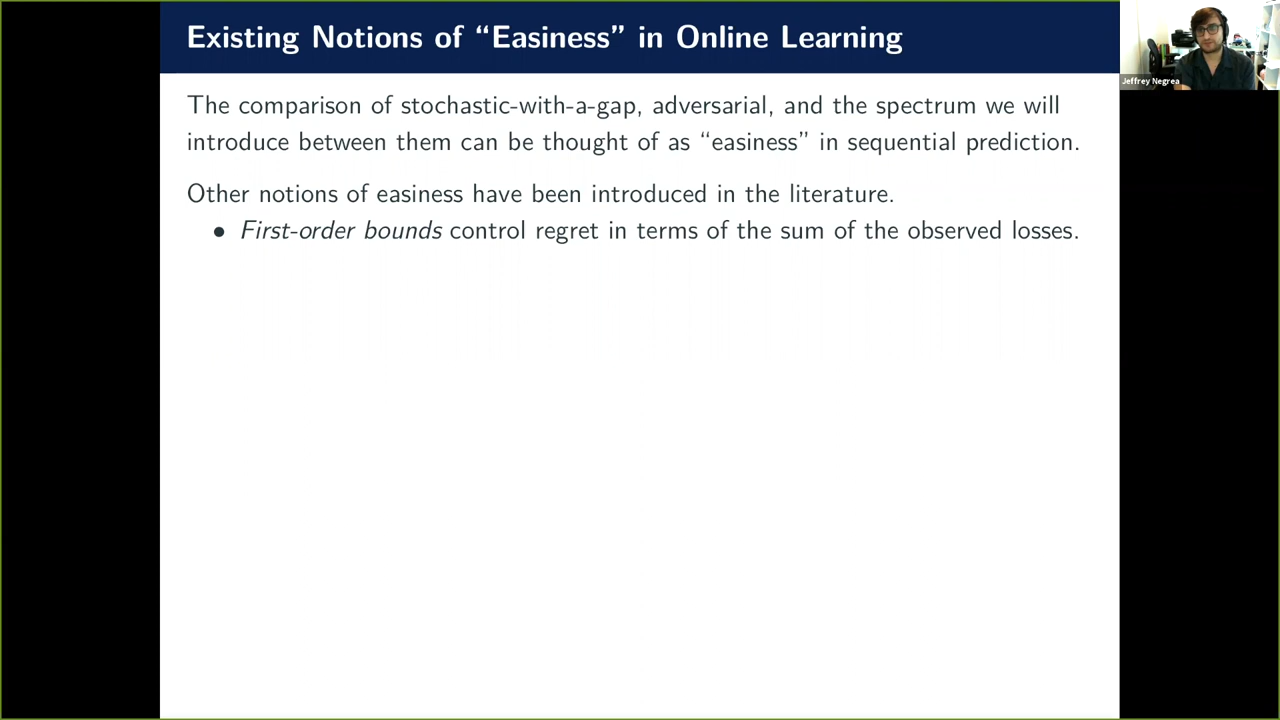 Existing Notions of “Easiness” in Online Learning
Jeffrey Negrea
The comparison of stochastic-with-a-gap, adversarial, and the spectrum we will
introduce between them can be thought of as “easiness” in sequential prediction.
Other notions of easiness have been introduced in the literature.
• First-order bounds control regret in terms of the sum of the observed losses.